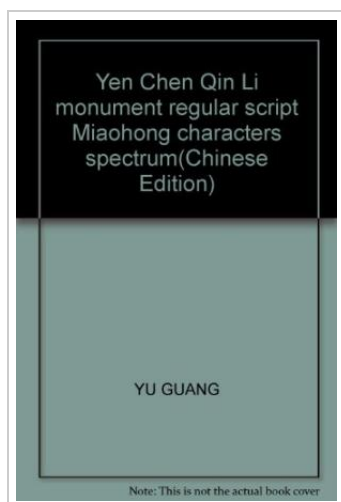 Yen Chen Qin Li
monument regular script
Miaohong characters
spectrum(Chinese
Edition)
YU GUANG
Note: This is not the actual book cover